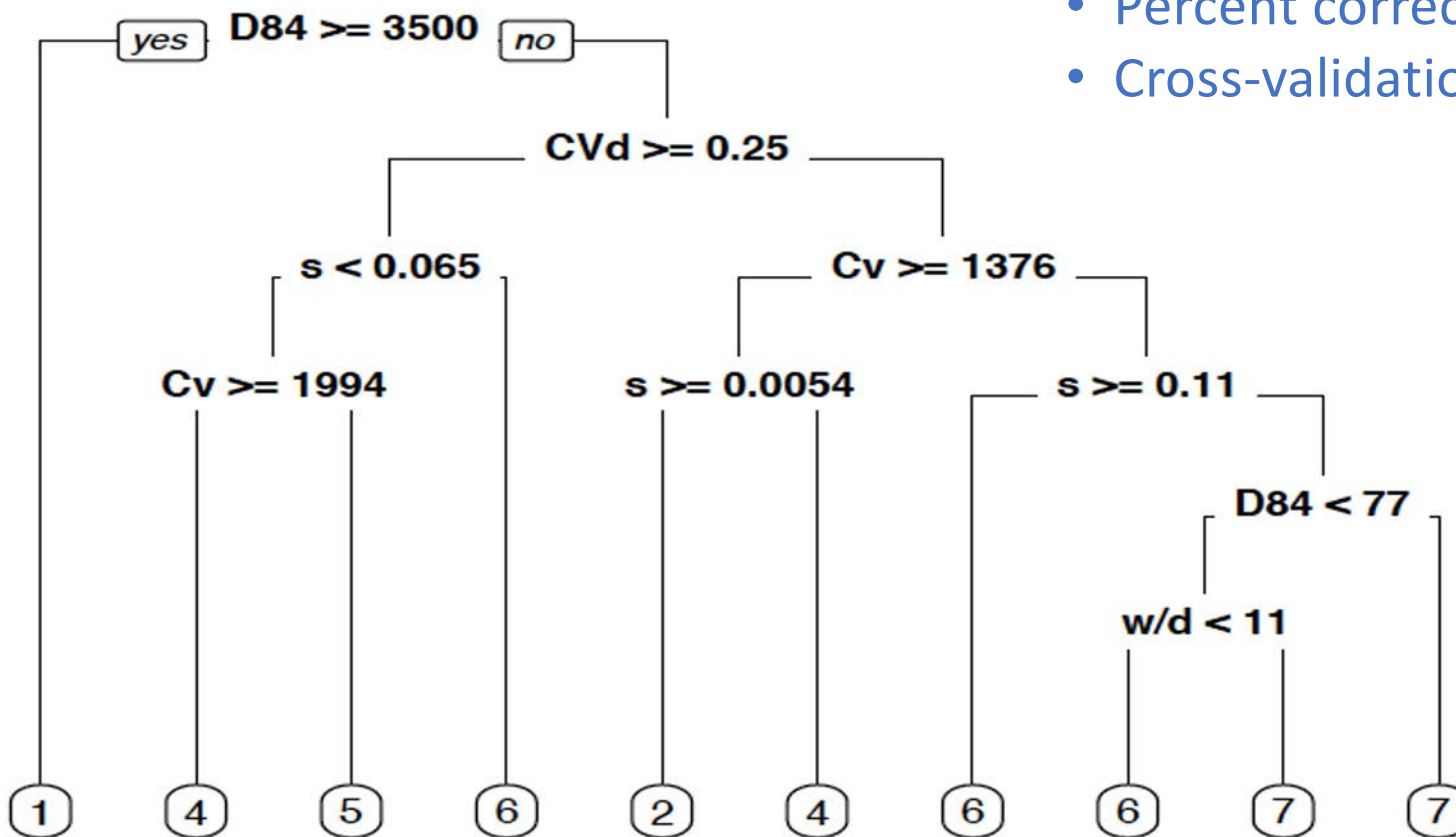 • Percent correc
• Cross-validatio
yes D84 >= 3500 no
CVd >= 0.25
s < 0.065 Cv >= 1376
Cv >= 1994 s >= 0.0054 s >= 0.11
D84 < 77
w/d < 11
1 4 5 6 2 4 6 6 7 7